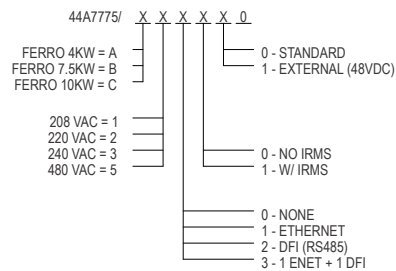 44A7775/ X X X X X 0
FERRO 4KW = A
FERRO 7.5KW = B
FERRO 10KW = C
0 - STANDARD
1 - EXTERNAL (48VDC)
208 VAC = 1
220 VAC = 2
240 VAC = 3
480 VAC = 5
0 - NO IRMS
1 - W/ IRMS
0 - NONE
1 - ETHERNET
2 - DFI (RS485)
3 - 1 ENET + 1 DFI